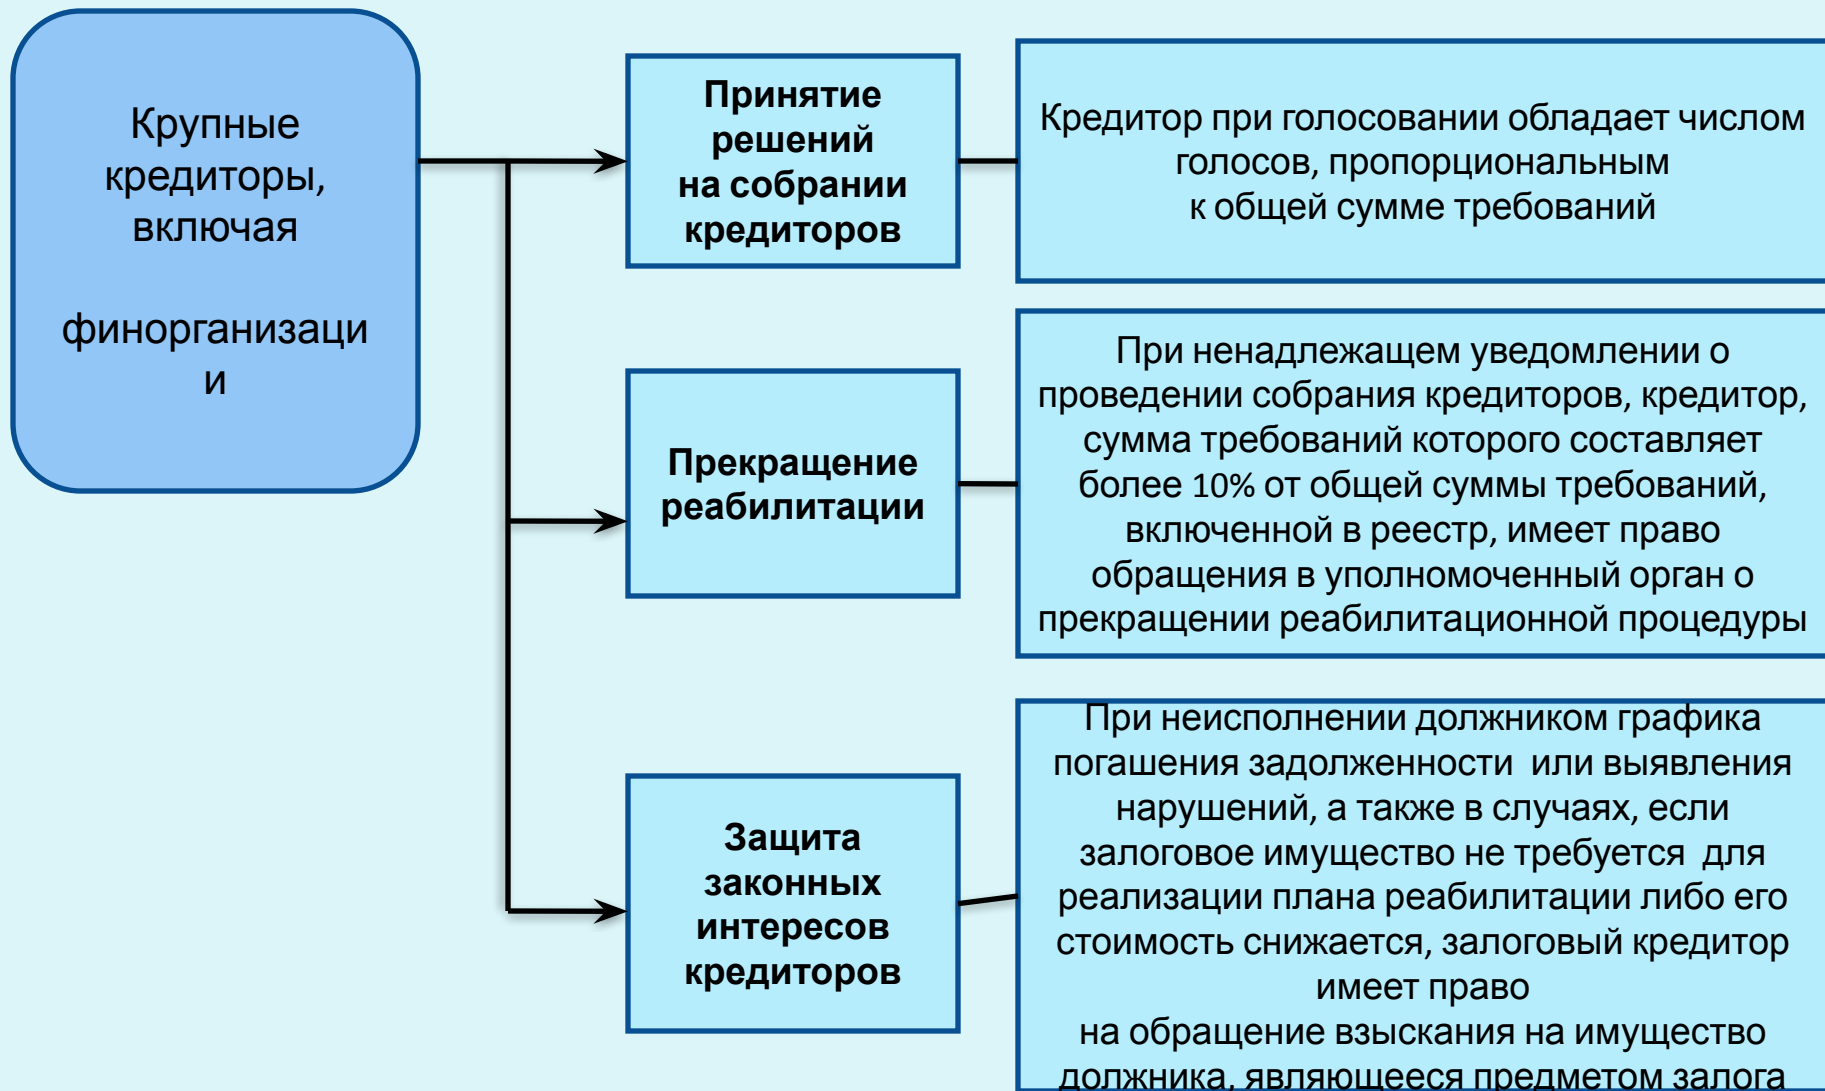 Крупные
кредиторы,
включая
финорганизаци
и
Принятие
решений
на собрании
кредиторов
Кредитор при голосовании обладает числом
голосов, пропорциональным
к общей сумме требований
Прекращение
реабилитации
При ненадлежащем уведомлении о
проведении собрания кредиторов, кредитор,
сумма требований которого составляет
более 10% от общей суммы требований,
включенной в реестр, имеет право
обращения в уполномоченный орган о
прекращении реабилитационной процедуры
Защита
законных
интересов
кредиторов
При неисполнении должником графика
погашения задолженности или выявления
нарушений, а также в случаях, если
залоговое имущество не требуется для
реализации плана реабилитации либо его
стоимость снижается, залоговый кредитор
имеет право
на обращение взыскания на имущество
должника, являющееся предметом залога